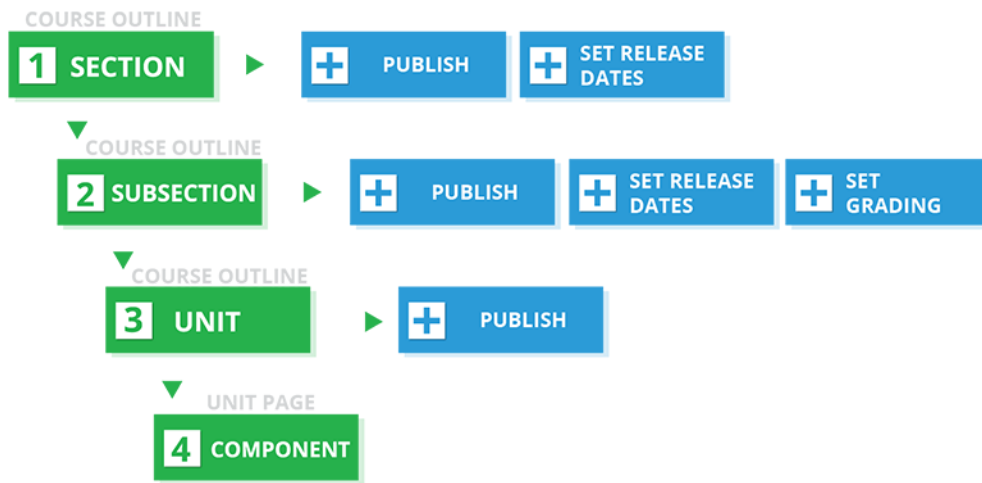 COURSE OUTLINE
1 SECTION
PUBLISH
SET RELEASE
DATES
COURSE OUTLINE
2 SUBSECTION
PUBLISH
SET RELEASE
DATES
SET
GRADING
COURSE OUTLINE
3 UNIT
PUBLISH
UNIT PAGE
4 COMPONENT